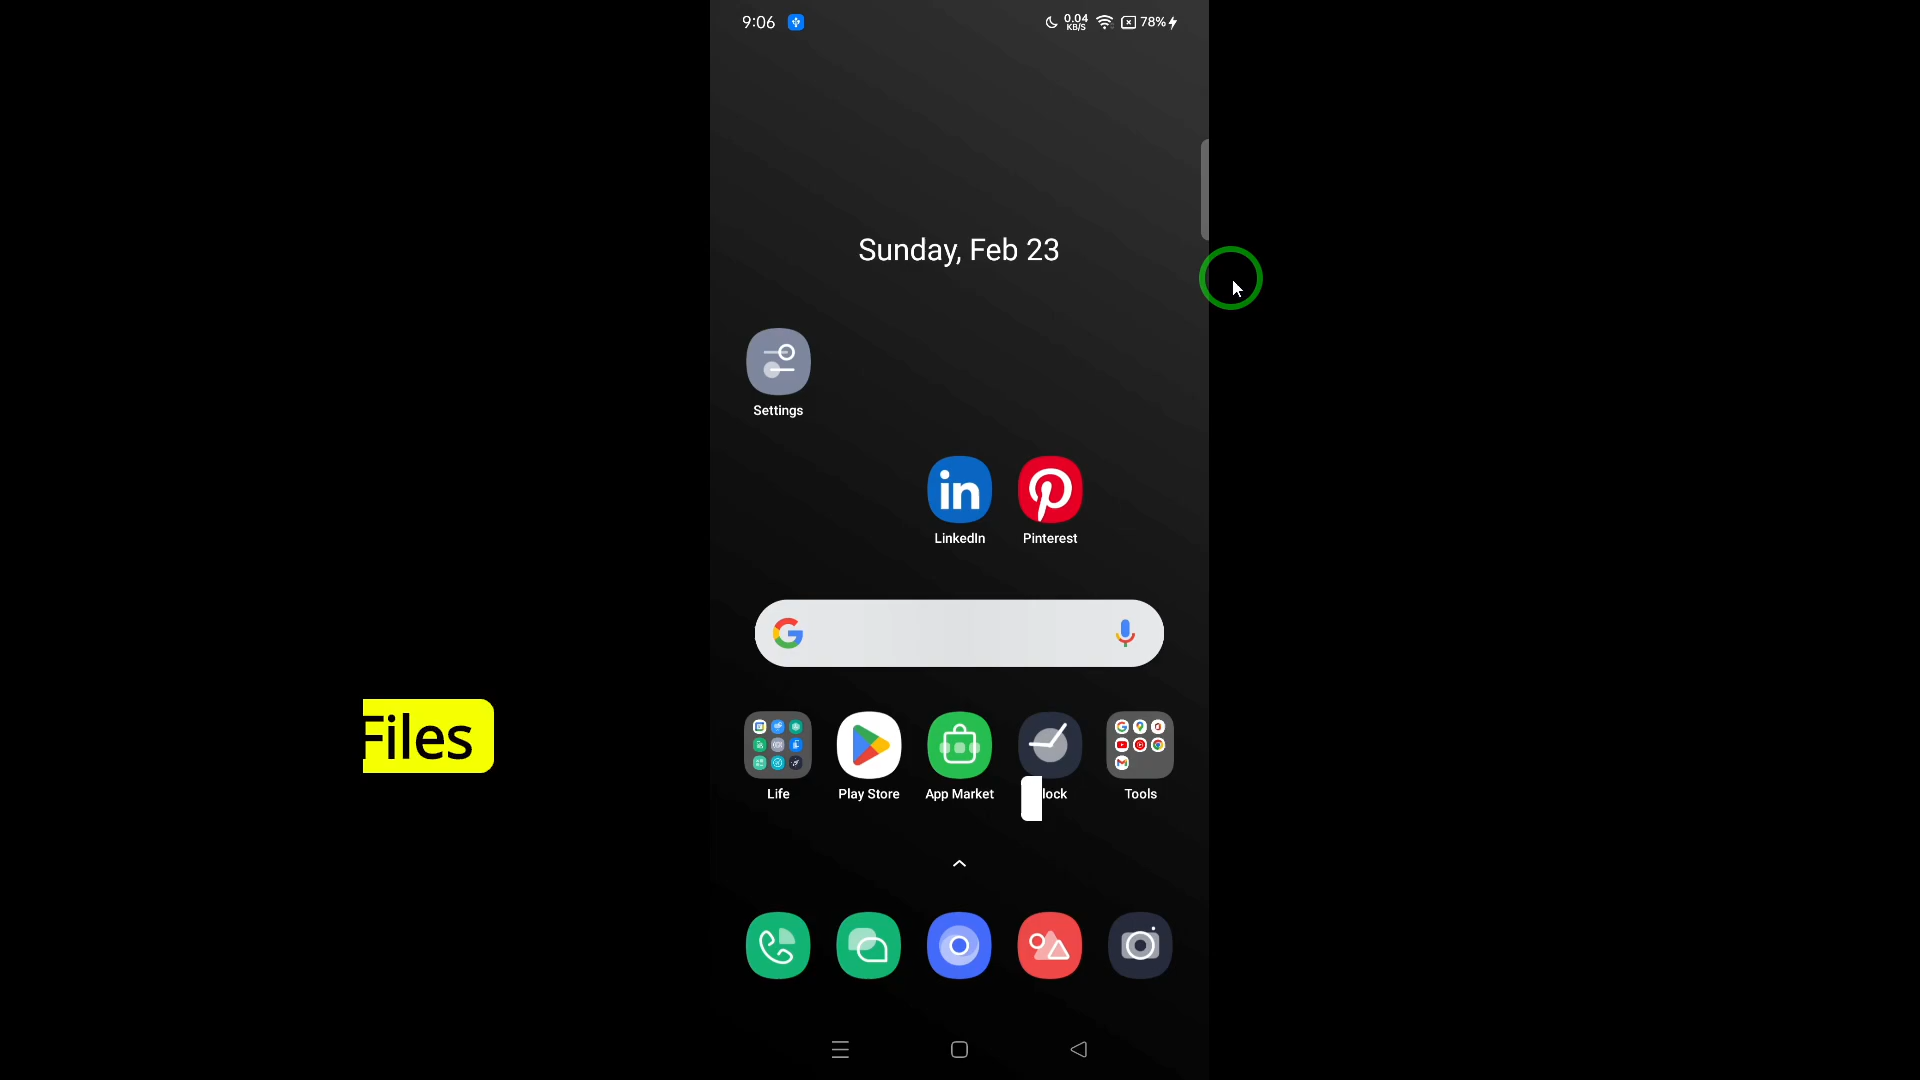 9:06
0.04
KB/S
78%
Sunday, Feb 23
Settings
in
LinkedIn
Pinterest
Files
Life
Play Store
App Market
lock
Tools